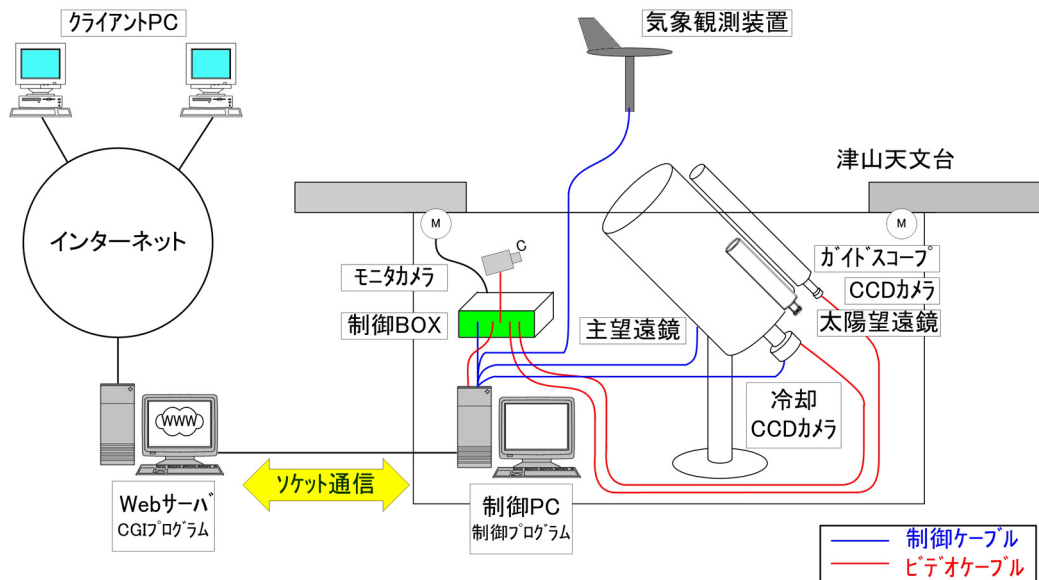 クライアントPC
気象観測装置
津山天文台
インターネット
M
M
C
モニタカメラ
ガイドスコープ
CCDカメラ
制御BOX
主望遠鏡
太陽望遠鏡
冷却
CCDカメラ
WWW
ソケット通信
Webサーバ
CGIプログラム
制御PC
制御プログラム
制御ケーブル
ビデオケーブル